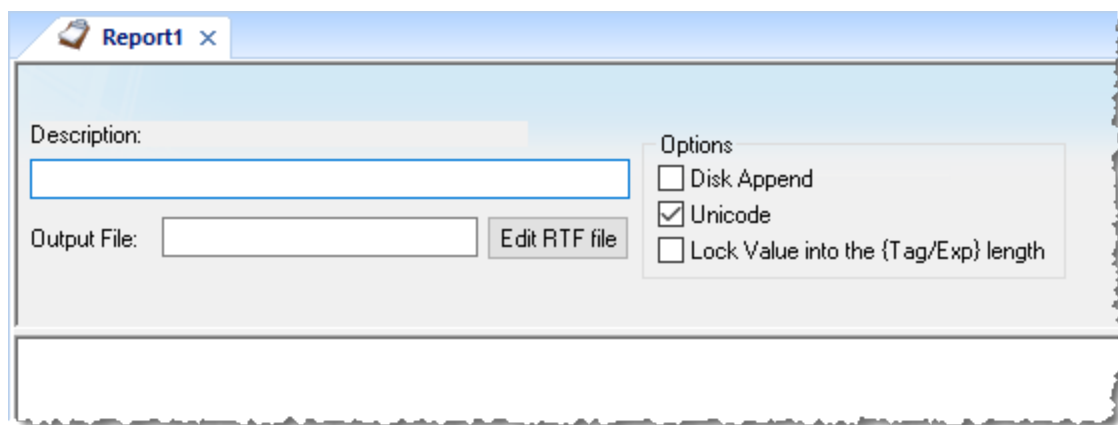 Report1
Description:
Options
Disk Append
Unicode
Output File:
Edit RTF file
Lock Value into the {Tag/Exp} length